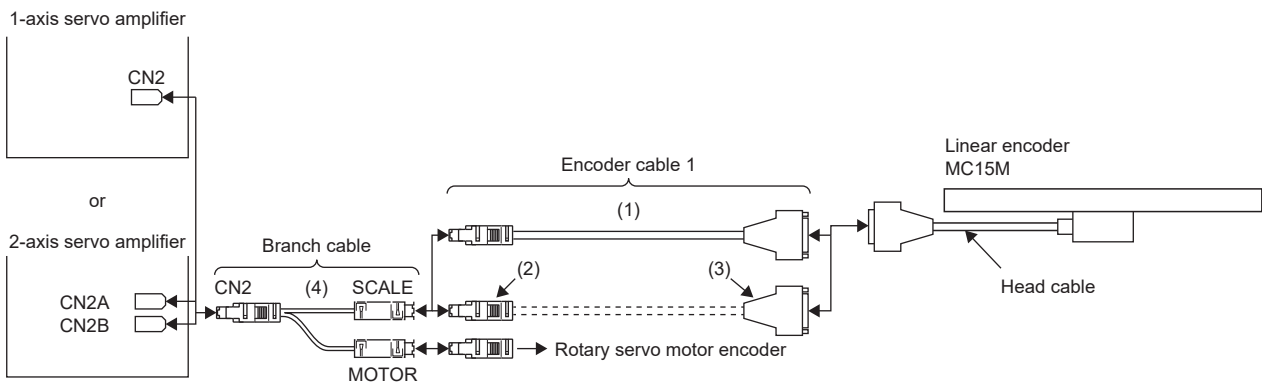 1-axis servo amplifier
CN2
or
2-axis servo amplifier
CN2A
CN2B
Branch cable
CN2
(4)
SCALE
MOTOR
Encoder cable 1
(1)
(2)
(3)
Rotary servo motor encoder
Linear encoder
MC15M
Head cable